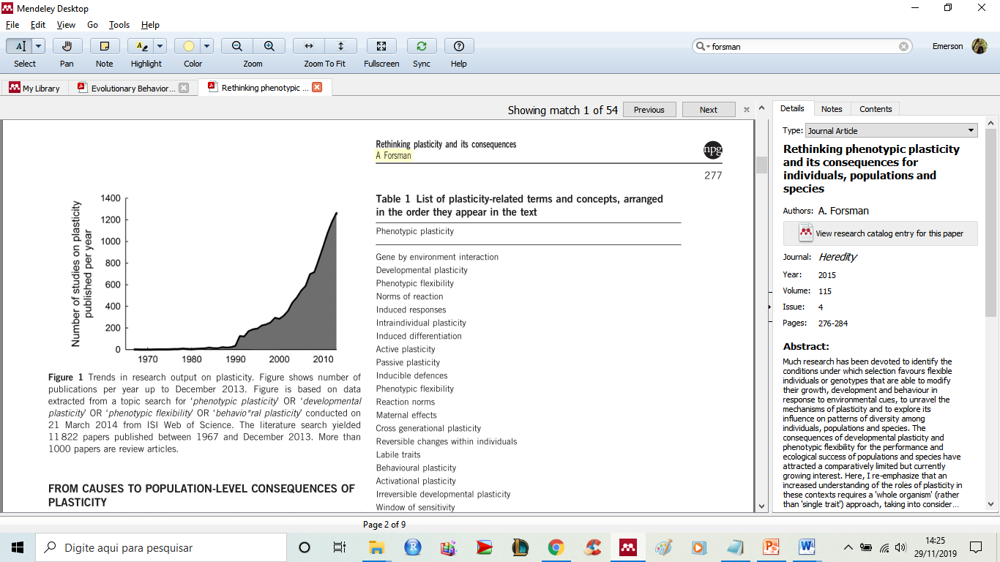 Mendeley Desktop
File Edit View Go Tools Help
Select Pan Note Highlight Color Zoom Zoom To Fit Fullscreen Sync Help
forsman
Emerson
My Library
Evolutionary Behavior...
Rethinking phenotypic ...
Showing match 1 of 54 Previous Next
Rethinking plasticity and its consequences
A Forsman
npg
277
1400
1200
1000
800
600
400
200
0
Number of studies on plasticity
published per year
1970 1980 1990 2000 2010
Figure 1 Trends in research output on plasticity. Figure shows number of
publications per year up to December 2013. Figure is based on data
extracted from a topic search for ‘phenotypic plasticity’ OR ‘developmental
plasticity’ OR ‘phenotypic flexibility’ OR ‘behavio*ral plasticity’ conducted on
21 March 2014 from ISI Web of Science. The literature search yielded
11 822 papers published between 1967 and December 2013. More than
1000 papers are review articles.
FROM CAUSES TO POPULATION-LEVEL CONSEQUENCES OF
PLASTICITY
Table 1 List of plasticity-related terms and concepts, arranged
in the order they appear in the text
Phenotypic plasticity
Gene by environment interaction
Developmental plasticity
Phenotypic flexibility
Norms of reaction
Induced responses
Intraindividual plasticity
Induced differentiation
Active plasticity
Passive plasticity
Inducible defences
Phenotypic flexibility
Reaction norms
Maternal effects
Cross generational plasticity
Reversible changes within individuals
Labile traits
Behavioural plasticity
Activational plasticity
Irreversible developmental plasticity
Window of sensitivity
Details Notes Contents
Type: Journal Article
Rethinking phenotypic plasticity
and its consequences for
individuals, populations and
species
Authors: A. Forsman
View research catalog entry for this paper
Journal: Heredity
Year: 2015
Volume: 115
Issue: 4
Pages: 276-284
Abstract:
Much research has been devoted to identify the
conditions under which selection favours flexible
individuals or genotypes that are able to modify
their growth, development and behaviour in
response to environmental cues, to unravel the
mechanisms of plasticity and to explore its
influence on patterns of diversity among
individuals, populations and species. The
consequences of developmental plasticity and
phenotypic flexibility for the performance and
ecological success of populations and species have
attracted a comparatively limited but currently
growing interest. Here, I re-emphasize that an
increased understanding of the roles of plasticity in
these contexts requires a 'whole organism' (rather
than 'single trait') approach, taking into consider...
Page 2 of 9
Digite aqui para pesquisar
14:25
29/11/2019